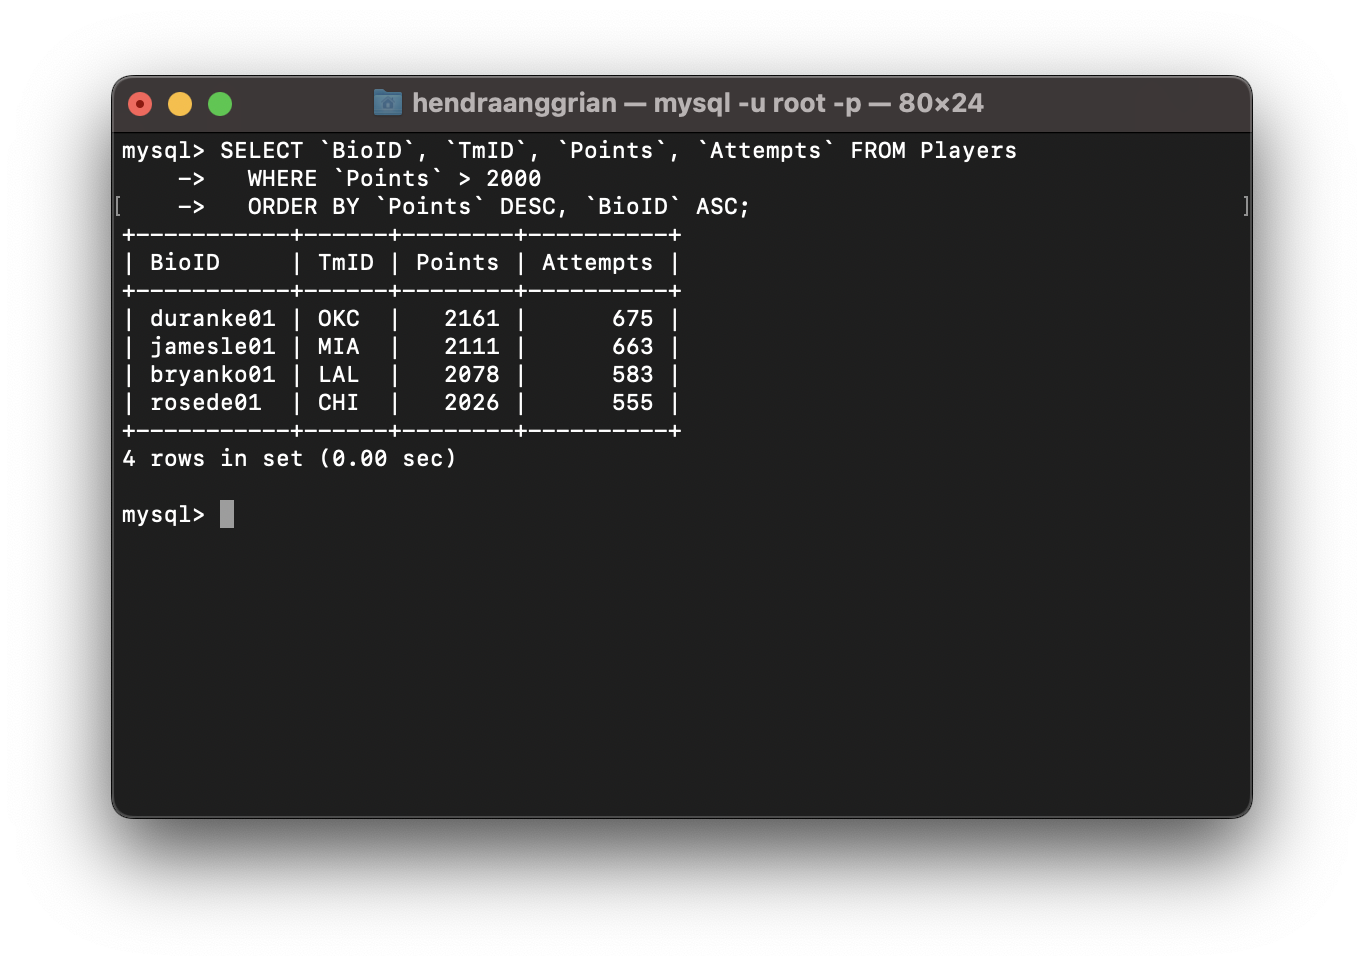 hendraanggrian — mysql -u root -p — 80×24
mysql> SELECT `BioID`, `TmID`, `Points`, `Attempts` FROM Players
    ->   WHERE `Points` > 2000
[    ->   ORDER BY `Points` DESC, `BioID` ASC;                                   ]
+-----------+------+--------+----------+
| BioID     | TmID | Points | Attempts |
+-----------+------+--------+----------+
| duranke01 | OKC  |   2161 |      675 |
| jamesle01 | MIA  |   2111 |      663 |
| bryanko01 | LAL  |   2078 |      583 |
| rosede01  | CHI  |   2026 |      555 |
+-----------+------+--------+----------+
4 rows in set (0.00 sec)
mysql>